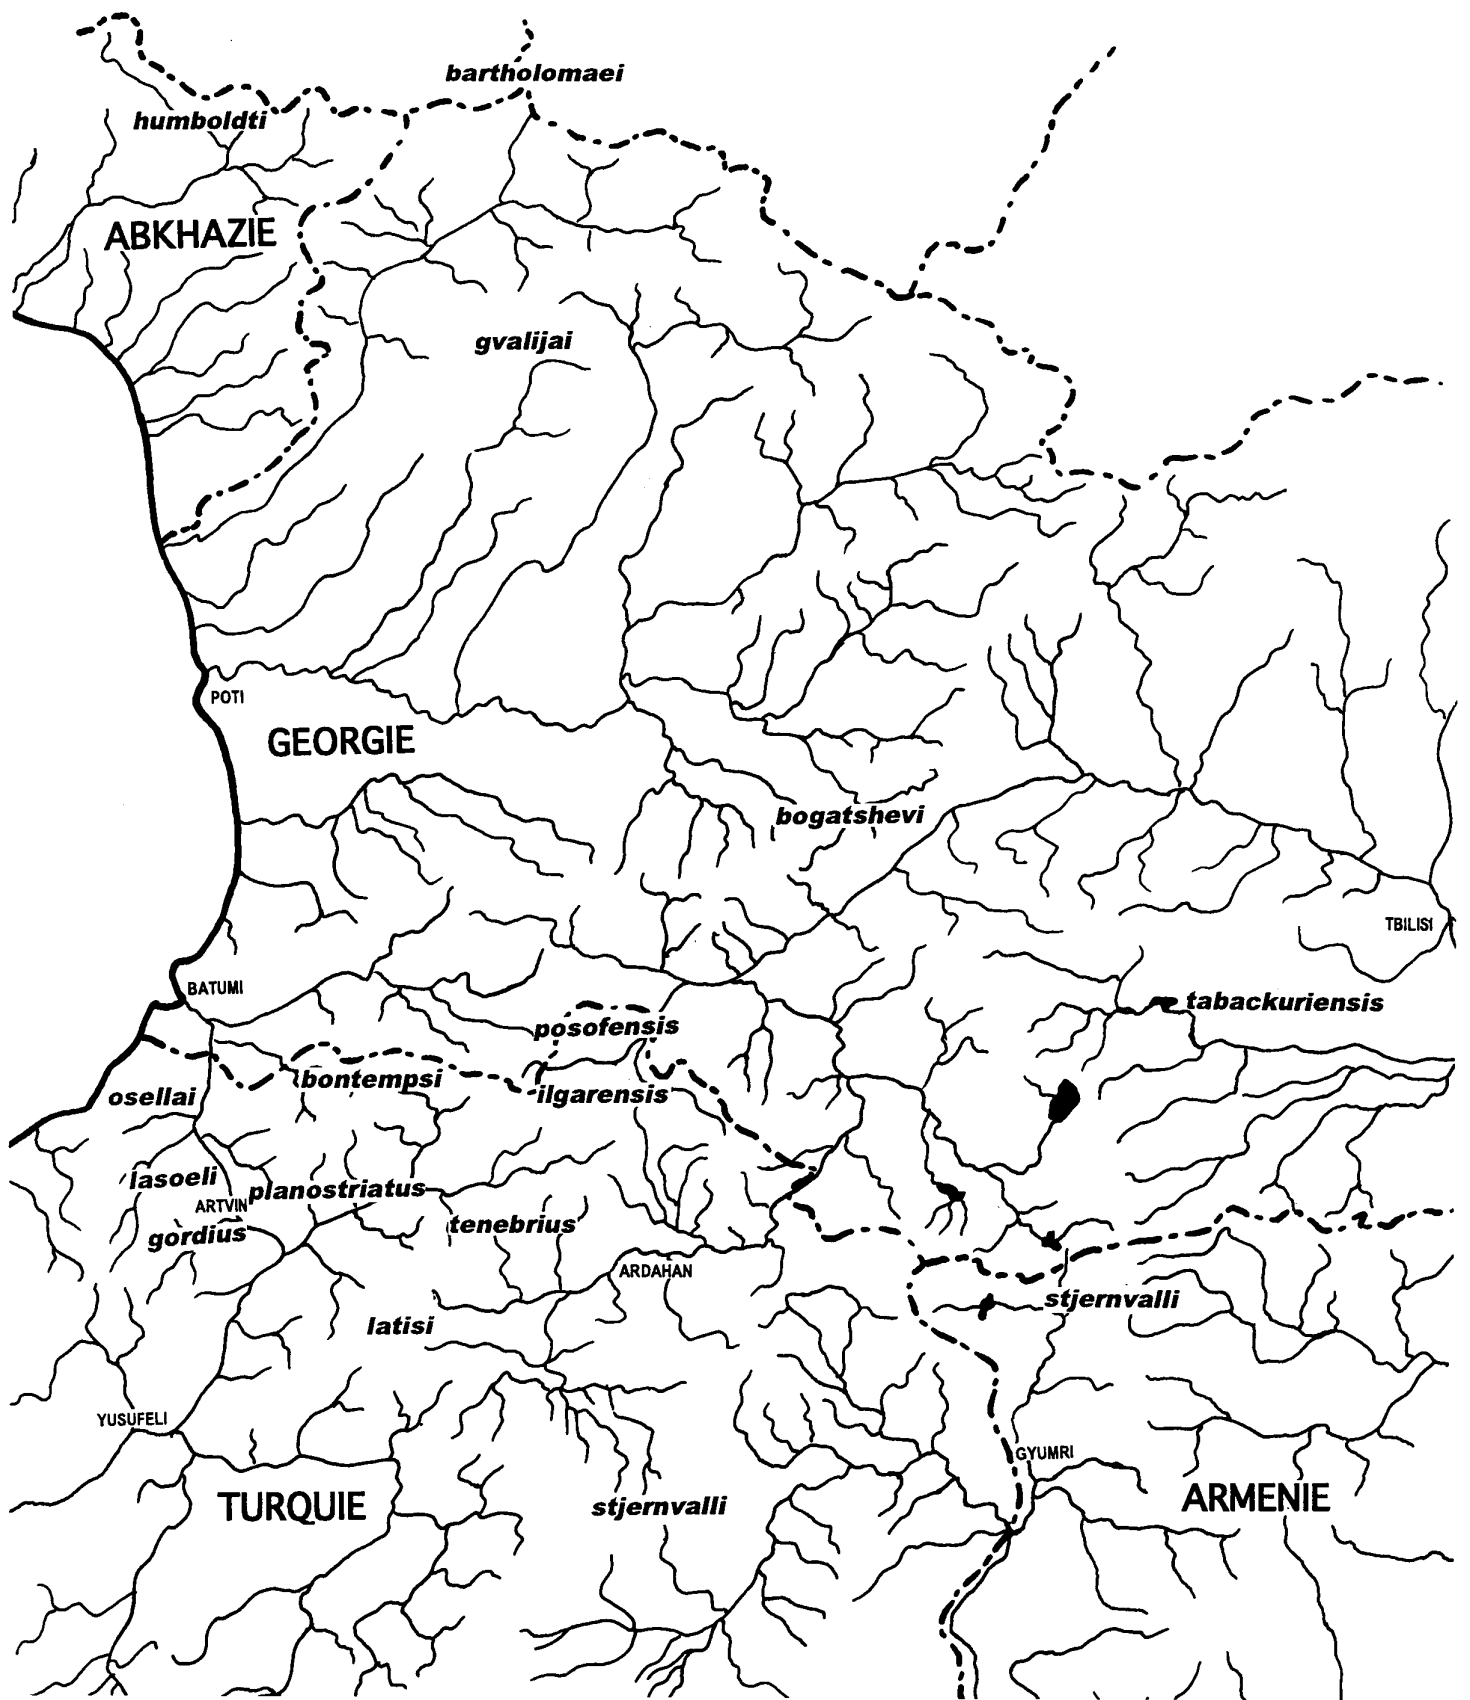 bartholomaei
humboldti
ABKHAZIE
gvalijai
POTI
GEORGIE
bogatshevi
TBILISI
BATUMI
tabackuriensis
posofensis
bontempsi
osellai
ilgarensis
lasoeli
planostriatus
ARTVIN
gordius
tenebrius
ARDAHAN
stjernvalli
latisi
YUSUFELI
GYUMRI
TURQUIE
stjernvalli
ARMENIE